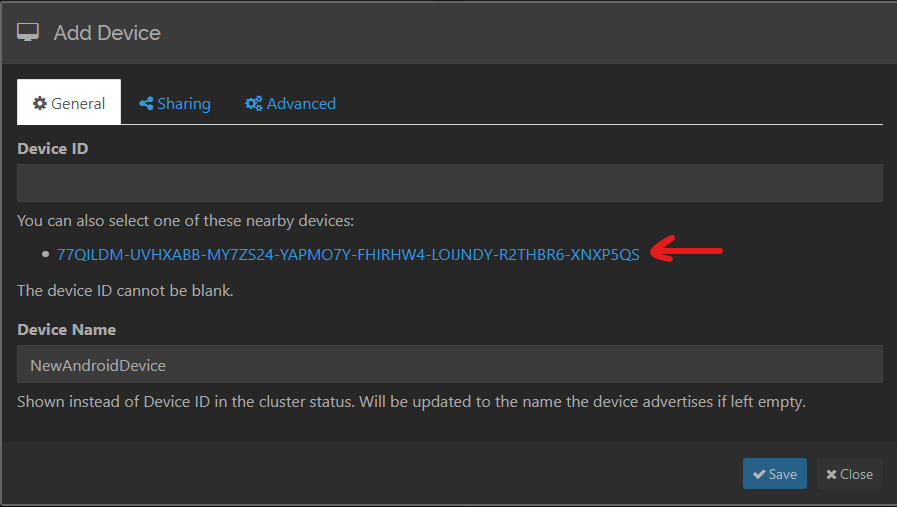 Add Device
General
Sharing
Advanced
Device ID
You can also select one of these nearby devices:
77QILDM-UVHXABB-MY7ZS24-YAPMO7Y-FHIRHW4-LOIJNDY-R2THBR6-XNXP5QS
The device ID cannot be blank.
Device Name
NewAndroidDevice
Shown instead of Device ID in the cluster status. Will be updated to the name the device advertises if left empty.
Save
Close